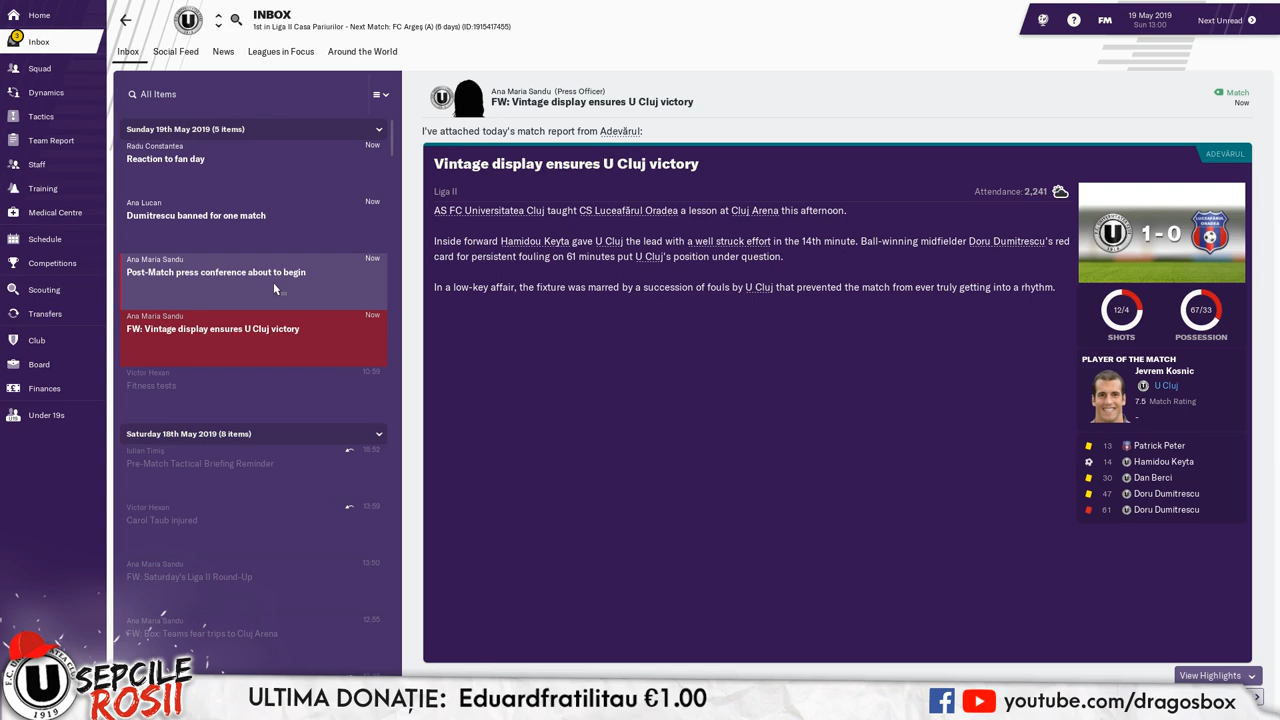 Home
3
Inbox
Squad
Dynamics
Tactics
Team Report
Staff
Training
Medical Centre
Schedule
Competitions
Scouting
Transfers
Club
Board
Finances
Under 19s
INBOX
1st in Liga II Casa Pariurilor - Next Match: FC Argeș (A) (6 days) (ID:1915417455)
FM
19 May 2019
Sun 13:00
Next Unread
Inbox
Social Feed
News
Leagues in Focus
Around the World
All Items
Sunday 19th May 2019 (5 items)
Radu Constantea Now
Reaction to fan day
Ana Lucan Now
Dumitrescu banned for one match
Ana Maria Sandu Now
Post-Match press conference about to begin
Ana Maria Sandu Now
FW: Vintage display ensures U Cluj victory
Victor Hexan 10:59
Fitness tests
Saturday 18th May 2019 (8 items)
Iulian Timiș 18:52
Pre-Match Tactical Briefing Reminder
Victor Hexan 13:59
Carol Taub injured
Ana Maria Sandu 13:50
FW: Saturday's Liga II Round-Up
Ana Maria Sandu 12:55
FW: Box: Teams fear trips to Cluj Arena
Ana Maria Sandu (Press Officer)
FW: Vintage display ensures U Cluj victory
Match
Now
I've attached today's match report from Adevărul:
Vintage display ensures U Cluj victory
ADEVĂRUL
Liga II
Attendance: 2,241
AS FC Universitatea Cluj taught CS Luceafărul Oradea a lesson at Cluj Arena this afternoon.
Inside forward Hamidou Keyta gave U Cluj the lead with a well struck effort in the 14th minute. Ball-winning midfielder Doru Dumitrescu's red
card for persistent fouling on 61 minutes put U Cluj's position under question.
In a low-key affair, the fixture was marred by a succession of fouls by U Cluj that prevented the match from ever truly getting into a rhythm.
1 - 0
12/4
SHOTS
67/33
POSSESSION
PLAYER OF THE MATCH
Jevrem Kosnic
U Cluj
7.5 Match Rating
-
13 Patrick Peter
14 Hamidou Keyta
30 Dan Berci
47 Doru Dumitrescu
61 Doru Dumitrescu
View Highlights
U
1919
SEPCILE
ROSII
ULTIMA DONAȚIE: Eduardfratilitau €1.00
youtube.com/dragosbox